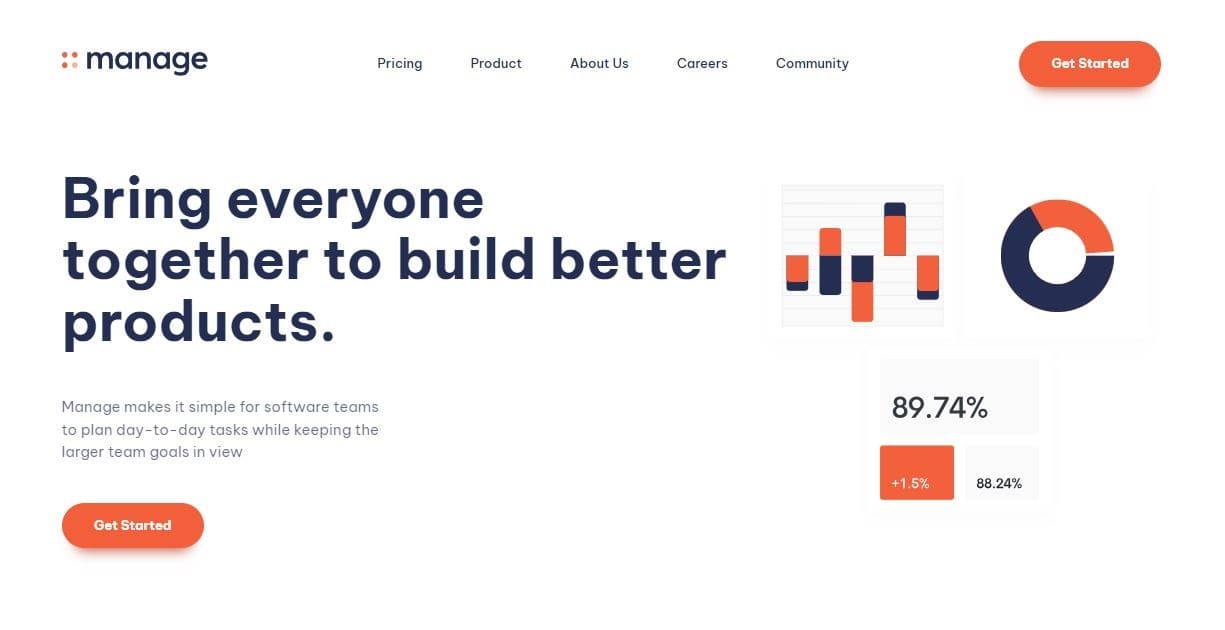 manage
Pricing
Product
About Us
Careers
Community
Get Started
Bring everyone
together to build better
products.
Manage makes it simple for software teams
to plan day-to-day tasks while keeping the
larger team goals in view
Get Started
89.74%
+1.5%
88.24%